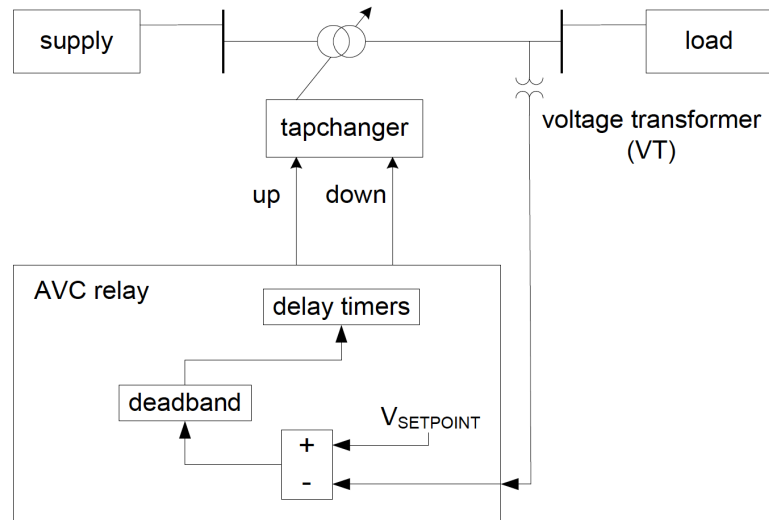 supply
load
tapchanger
voltage transformer
(VT)
up
down
AVC relay
delay timers
deadband
VSETPOINT
+
-